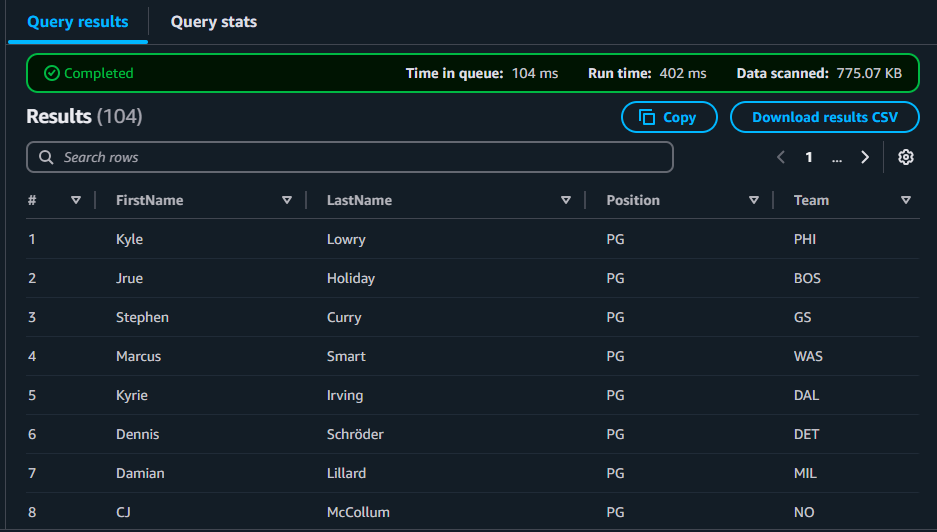 Query results Query stats
Completed Time in queue: 104 ms Run time: 402 ms Data scanned: 775.07 KB
Results (104) Copy Download results CSV
Search rows 1 ...
# FirstName LastName Position Team
1 Kyle Lowry PG PHI
2 Jrue Holiday PG BOS
3 Stephen Curry PG GS
4 Marcus Smart PG WAS
5 Kyrie Irving PG DAL
6 Dennis Schröder PG DET
7 Damian Lillard PG MIL
8 CJ McCollum PG NO